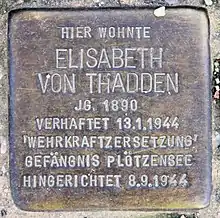 HIER WOHNTE
ELISABETH
VON THADDEN
JG. 1890
VERHAFTET 13.1.1944
'WEHRKRAFTZERSETZUNG'
GEFÄNGNIS PLÖTZENSEE
HINGERICHTET 8.9.1944